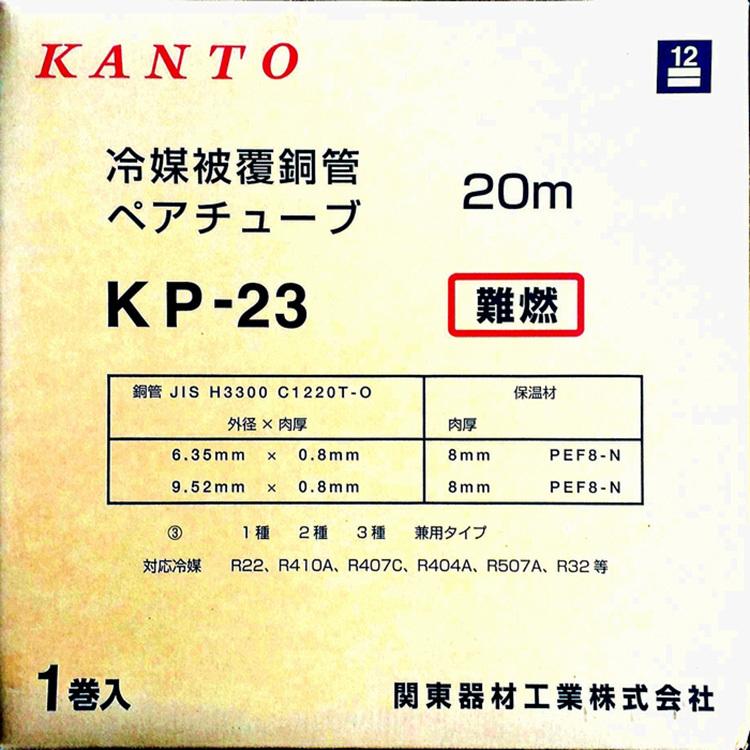 KANTO
12
冷媒被覆銅管
ペアチューブ
20m
KP-23
難燃
銅管 JIS H3300 C1220T-O
保温材
外径×肉厚
肉厚
6.35mm × 0.8mm
8mm PEF8-N
9.52mm × 0.8mm
8mm PEF8-N
③ 1種 2種 3種 兼用タイプ
対応冷媒 R22、R410A、R407C、R404A、R507A、R32等
1巻入
関東器材工業株式会社